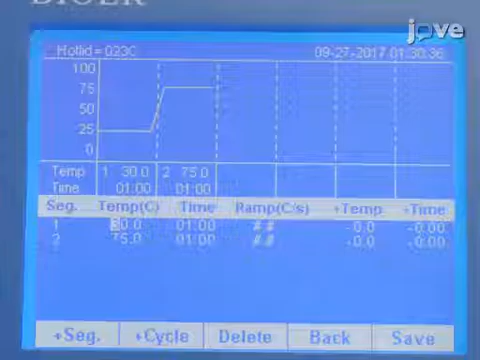 jove
Hotlid = 023C 09-27-2017 01:30:36
100
75
50
25
0
Temp 1 30.0 2 75.0
Time 01:00 01:00
Seg. Temp(C) Time Ramp(C/s) +Temp +Time
1 30.0 01:00 #.# -0.0 -0:00
2 75.0 01:00 #.# -0.0 -0:00
+Seg. +Cycle Delete Back Save